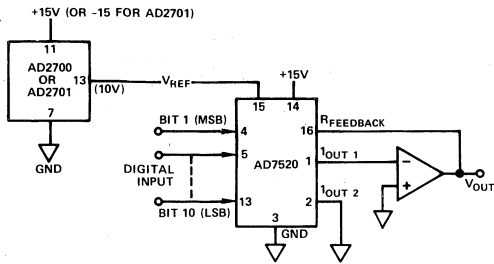 +15V (OR -15 FOR AD2701)
11
AD2700
OR
AD2701
13
(10V)
7
GND
VREF
+15V
15
14
BIT 1 (MSB)
4
16
RFEEDBACK
5
AD7520
1
IOUT 1
DIGITAL
INPUT
BIT 10 (LSB)
13
2
IOUT 2
3
GND
−
+
VOUT